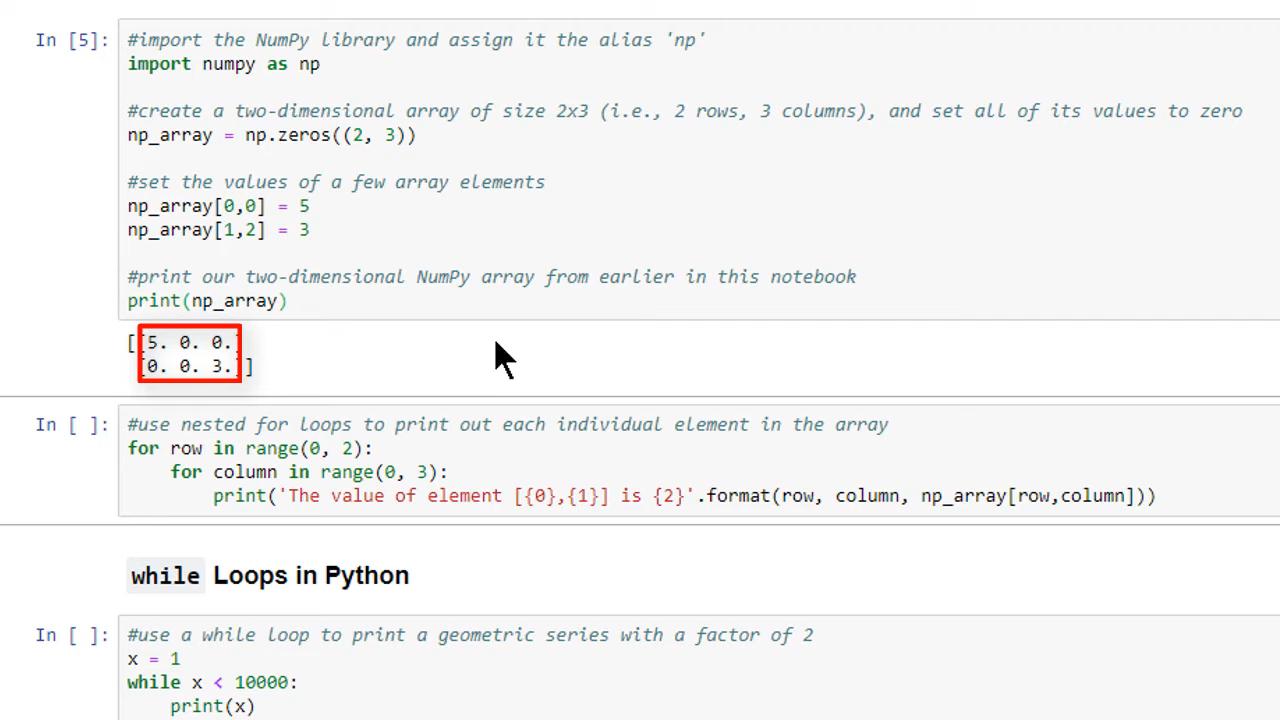 In [5]:
#import the NumPy library and assign it the alias 'np'
import numpy as np
#create a two-dimensional array of size 2x3 (i.e., 2 rows, 3 columns), and set all of its values to zero
np_array = np.zeros((2, 3))
#set the values of a few array elements
np_array[0,0] = 5
np_array[1,2] = 3
#print our two-dimensional NumPy array from earlier in this notebook
print(np_array)
[[5. 0. 0.]
[0. 0. 3.]]
In [ ]:
#use nested for loops to print out each individual element in the array
for row in range(0, 2):
    for column in range(0, 3):
        print('The value of element [{0},{1}] is {2}'.format(row, column, np_array[row,column]))
while Loops in Python
In [ ]:
#use a while loop to print a geometric series with a factor of 2
x = 1
while x < 10000:
    print(x)